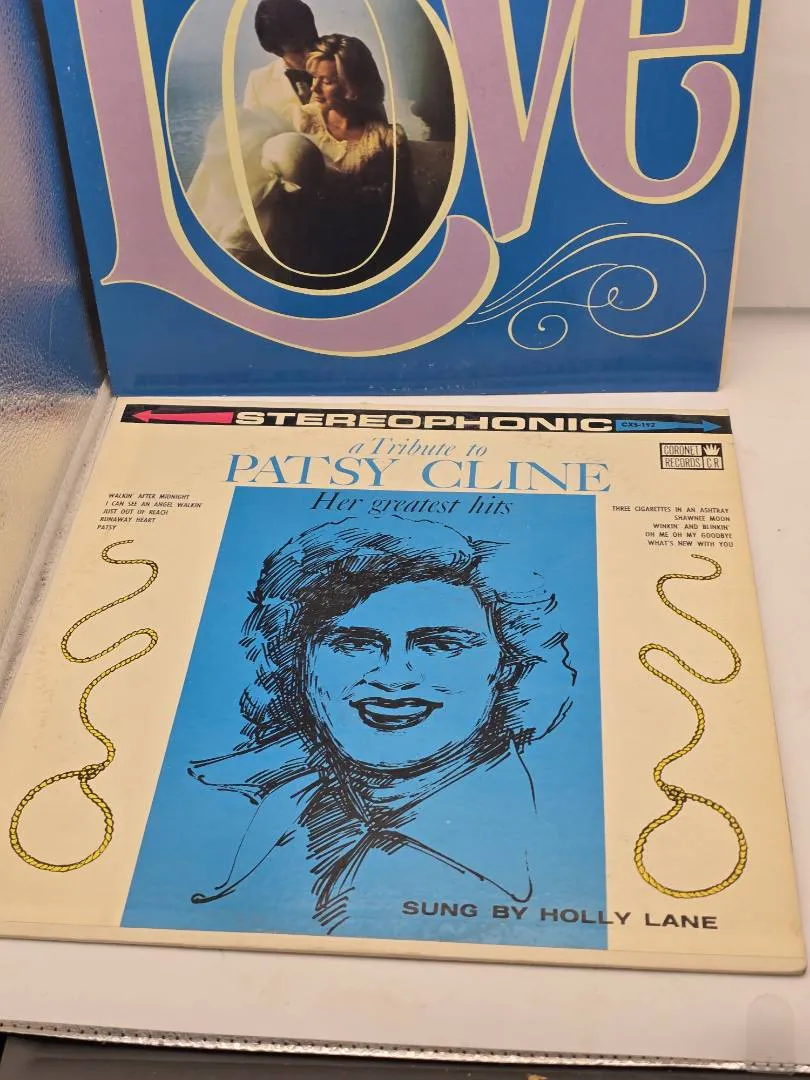 Love
STEREOPHONIC
CXS-192
a Tribute to
PATSY CLINE
Her greatest hits
CORONET
RECORDS CR
WALKIN' AFTER MIDNIGHT
I CAN SEE AN ANGEL WALKIN'
JUST OUT OF REACH
RUNAWAY HEART
PATSY
THREE CIGARETTES IN AN ASHTRAY
SHAWNEE MOON
WINKIN' AND BLINKIN'
OH ME OH MY GOODBYE
WHAT'S NEW WITH YOU
SUNG BY HOLLY LANE